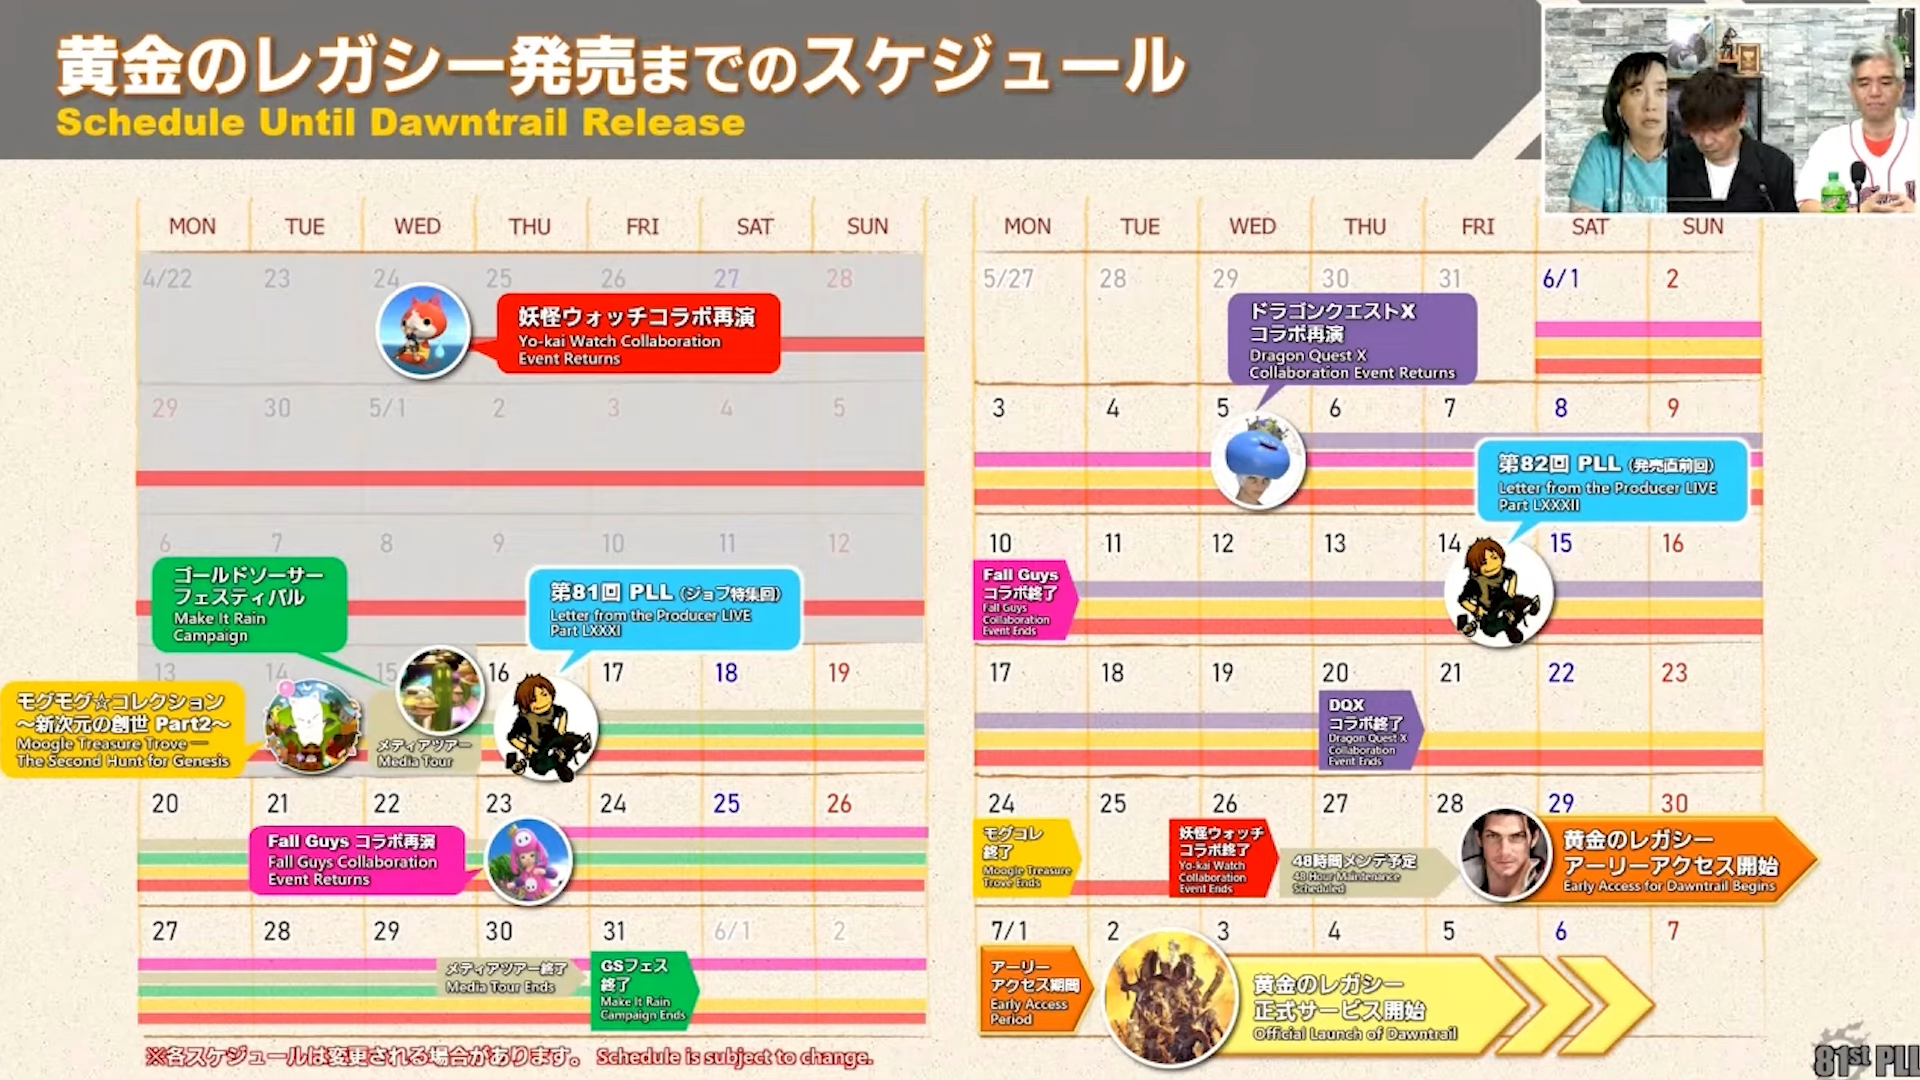 黄金のレガシー発売までのスケジュール
Schedule Until Dawntrail Release
MON TUE WED THU FRI SAT SUN
4/22 23 24 25 26 27 28
妖怪ウォッチコラボ再演
Yo-kai Watch Collaboration
Event Returns
29 30 5/1 2 3 4 5
6 7 8 9 10 11 12
ゴールドソーサー
フェスティバル
Make It Rain
Campaign
第81回 PLL (ジョブ特集回)
Letter from the Producer LIVE
Part LXXXI
13 14 15 16 17 18 19
モグモグ☆コレクション
～新次元の創世 Part2～
Moogle Treasure Trove—
The Second Hunt for Genesis
メディアツアー
Media Tour
20 21 22 23 24 25 26
Fall Guys コラボ再演
Fall Guys Collaboration
Event Returns
27 28 29 30 31 6/1 2
メディアツアー終了
Media Tour Ends
GSフェス
終了
Make It Rain
Campaign Ends
※各スケジュールは変更される場合があります。 Schedule is subject to change.
MON TUE WED THU FRI SAT SUN
5/27 28 29 30 31 6/1 2
ドラゴンクエストX
コラボ再演
Dragon Quest X
Collaboration Event Returns
3 4 5 6 7 8 9
第82回 PLL (発売直前回)
Letter from the Producer LIVE
Part LXXXII
10 11 12 13 14 15 16
Fall Guys
コラボ終了
Fall Guys
Collaboration
Event Ends
17 18 19 20 21 22 23
DQX
コラボ終了
Dragon Quest X
Collaboration
Event Ends
24 25 26 27 28 29 30
モグコレ
終了
Moogle Treasure
Trove Ends
妖怪ウォッチ
コラボ終了
Yo-kai Watch
Collaboration
Event Ends
48時間メンテ予定
48 Hour Maintenance
Scheduled
黄金のレガシー
アーリーアクセス開始
Early Access for Dawntrail Begins
7/1 2 3 4 5 6 7
アーリー
アクセス期間
Early Access
Period
黄金のレガシー
正式サービス開始
Official Launch of Dawntrail
81st PLL